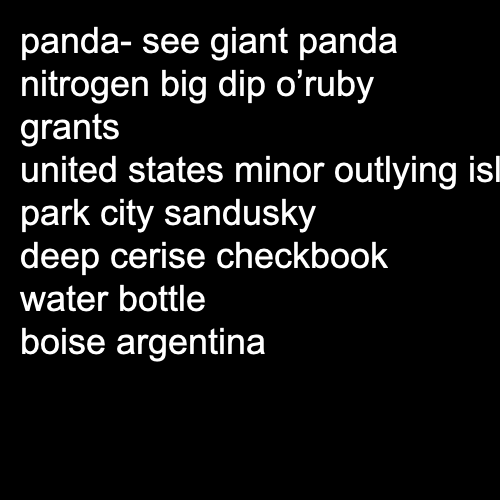 panda- see giant panda
nitrogen big dip o’ruby
grants
united states minor outlying isl
park city sandusky
deep cerise checkbook
water bottle
boise argentina